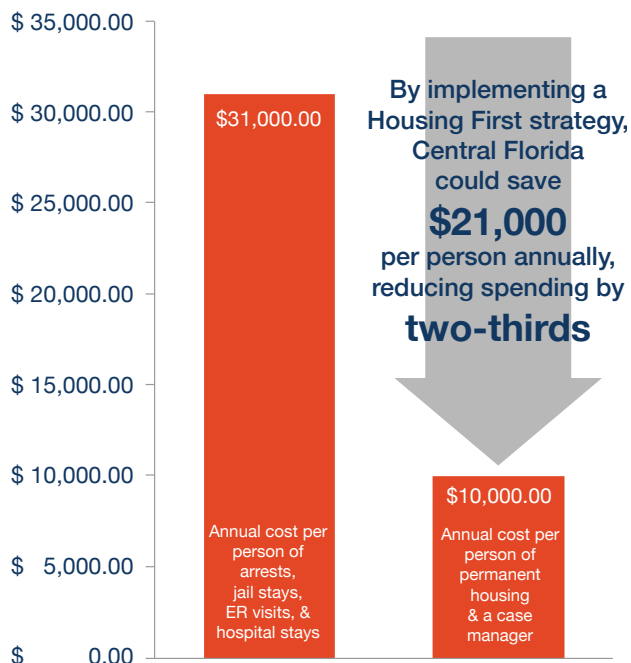 $ 35,000.00
$ 30,000.00
$ 25,000.00
$ 20,000.00
$ 15,000.00
$ 10,000.00
$ 5,000.00
$ 0.00
$31,000.00
Annual cost per
person of
arrests,
jail stays,
ER visits, &
hospital stays
By implementing a
Housing First strategy,
Central Florida
could save
$21,000
per person annually,
reducing spending by
two-thirds
$10,000.00
Annual cost per
person of
permanent
housing
& a case
manager